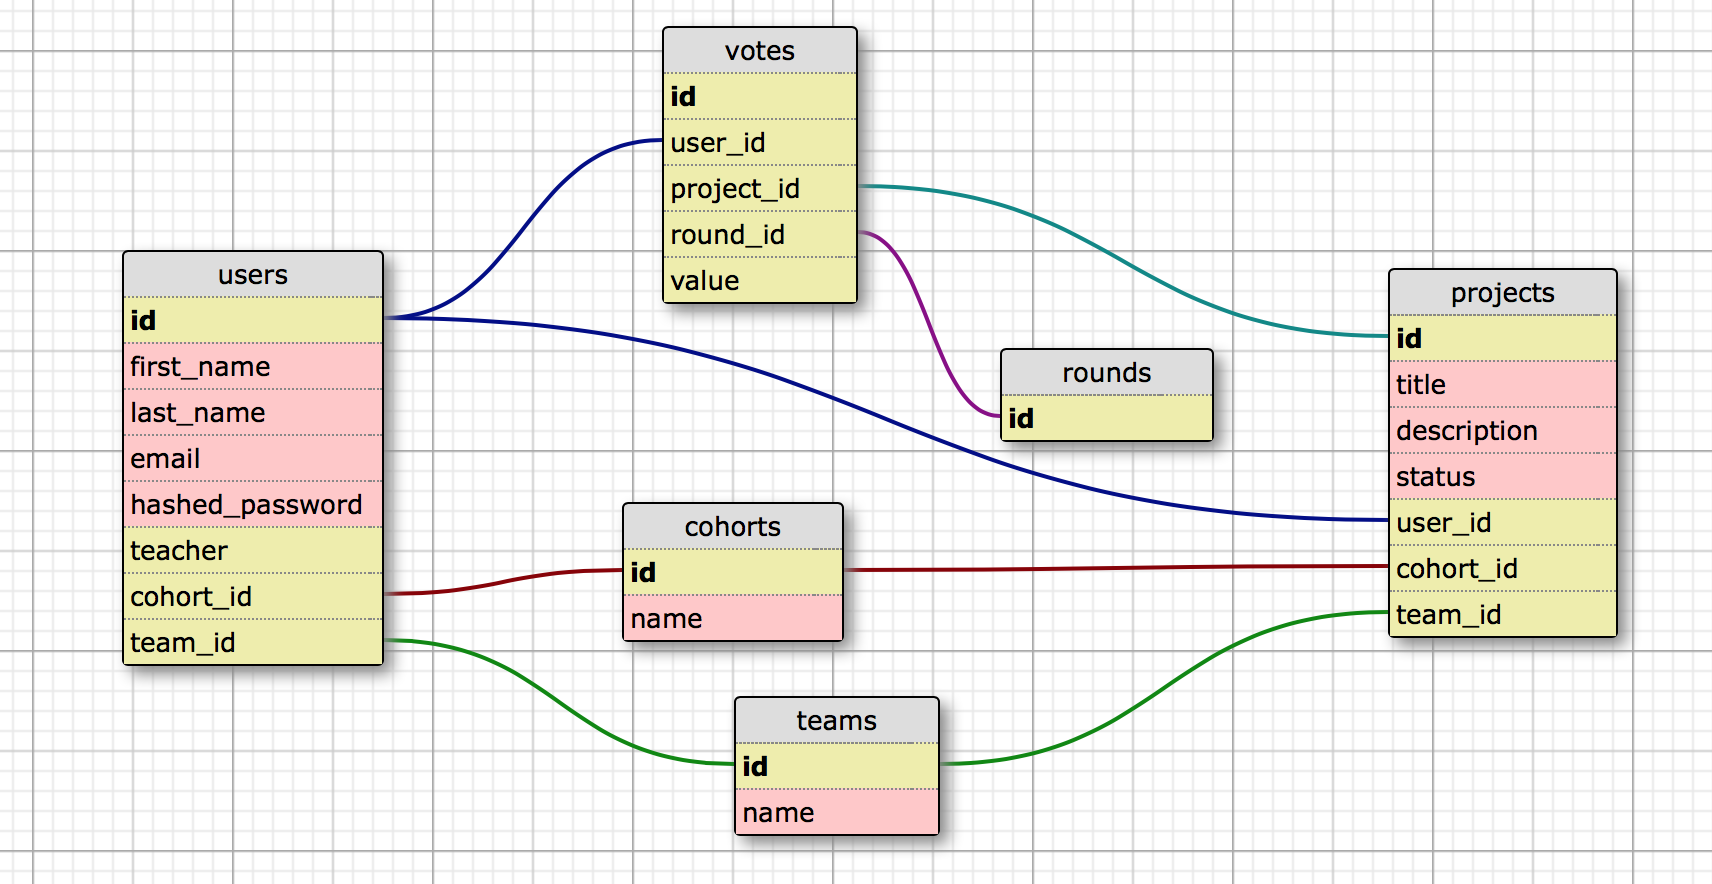 votes
id
user_id
project_id
round_id
value
users
id
first_name
last_name
email
hashed_password
teacher
cohort_id
team_id
projects
id
title
description
status
user_id
cohort_id
team_id
rounds
id
cohorts
id
name
teams
id
name